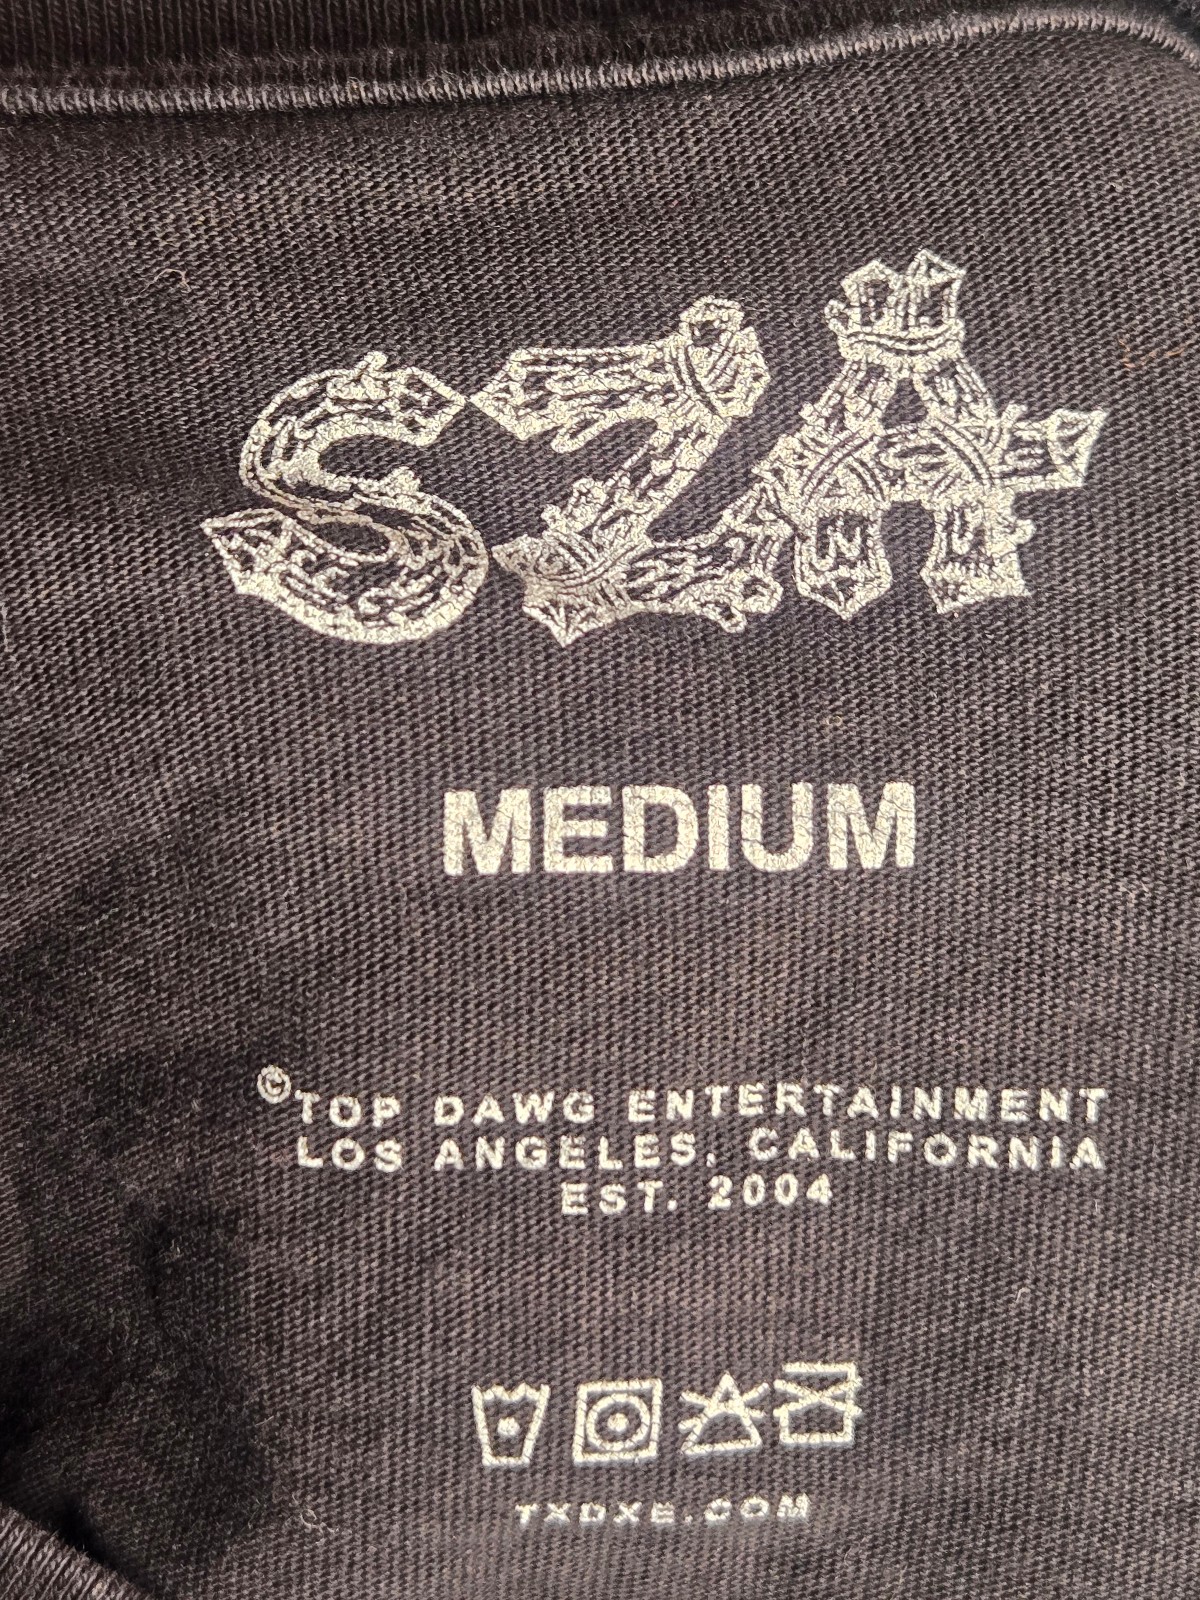 SZA
MEDIUM
©TOP DAWG ENTERTAINMENT
LOS ANGELES, CALIFORNIA
EST. 2004
TXDXE.COM